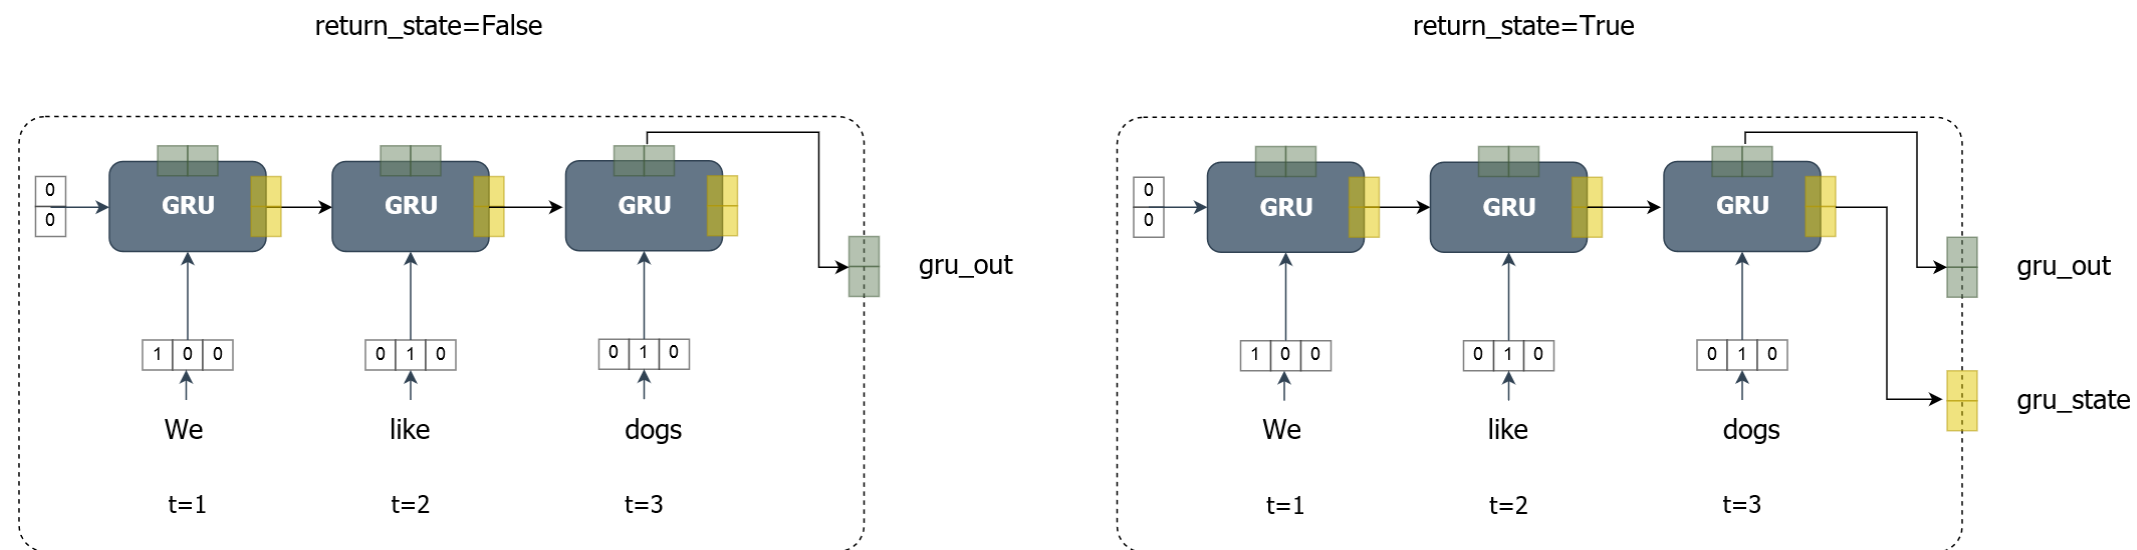 return_state=False
0
0
GRU
GRU
GRU
gru_out
1 0 0
0 1 0
0 1 0
We
like
dogs
t=1
t=2
t=3
return_state=True
0
0
GRU
GRU
GRU
gru_out
gru_state
1 0 0
0 1 0
0 1 0
We
like
dogs
t=1
t=2
t=3